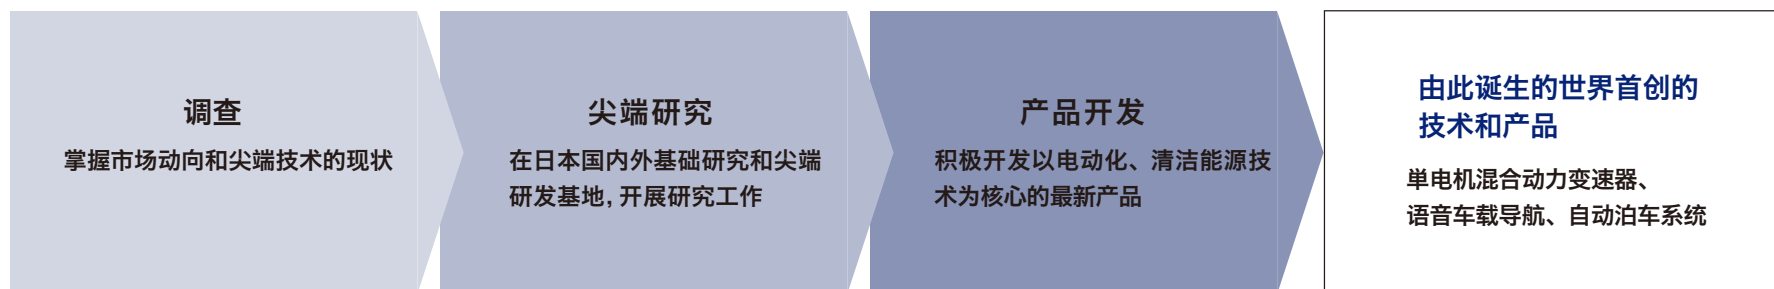 调查
掌握市场动向和尖端技术的现状
尖端研究
在日本国内外基础研究和尖端
研发基地，开展研究工作
产品开发
积极开发以电动化、清洁能源技
术为核心的最新产品
由此诞生的世界首创的
技术和产品
単电机混合动力变速器、
语音车载导航、自动泊车系统